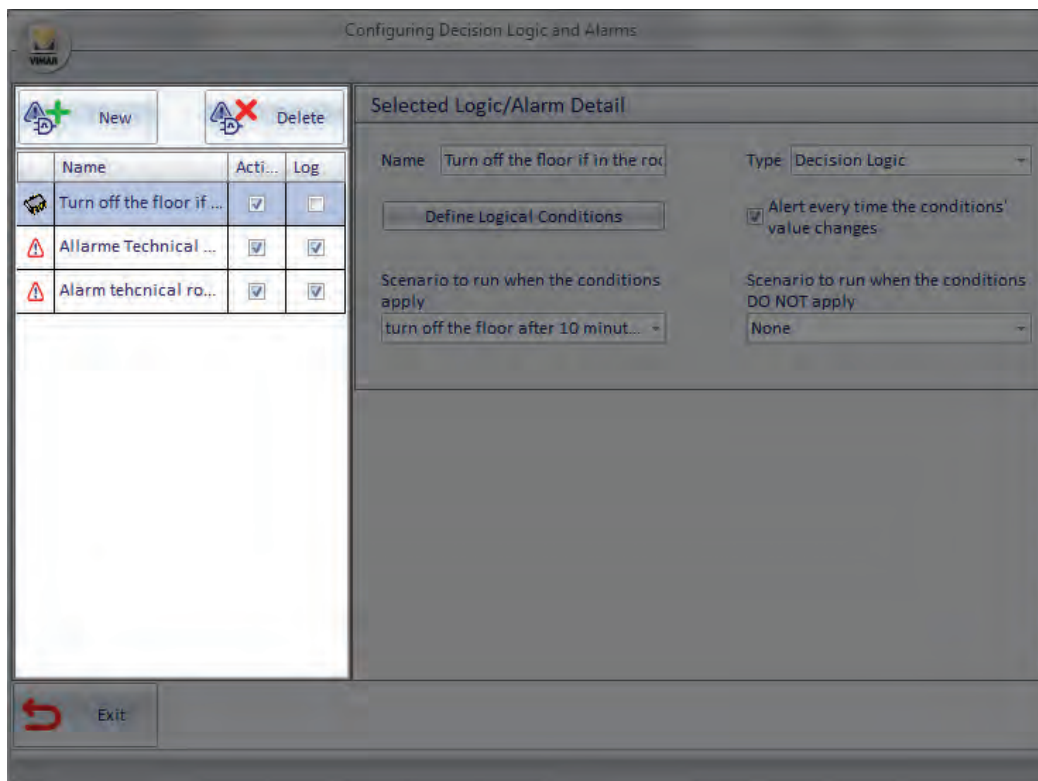 Configuring Decision Logic and Alarms
VIMAR
New
Delete
Name Acti... Log
Turn off the floor if ...
Allarme Technical ...
Alarm tehcnical ro...
Selected Logic/Alarm Detail
Name Turn off the floor if in the roo
Type Decision Logic
Define Logical Conditions
Alert every time the conditions'
value changes
Scenario to run when the conditions
apply
turn off the floor after 10 minut...
Scenario to run when the conditions
DO NOT apply
None
Exit